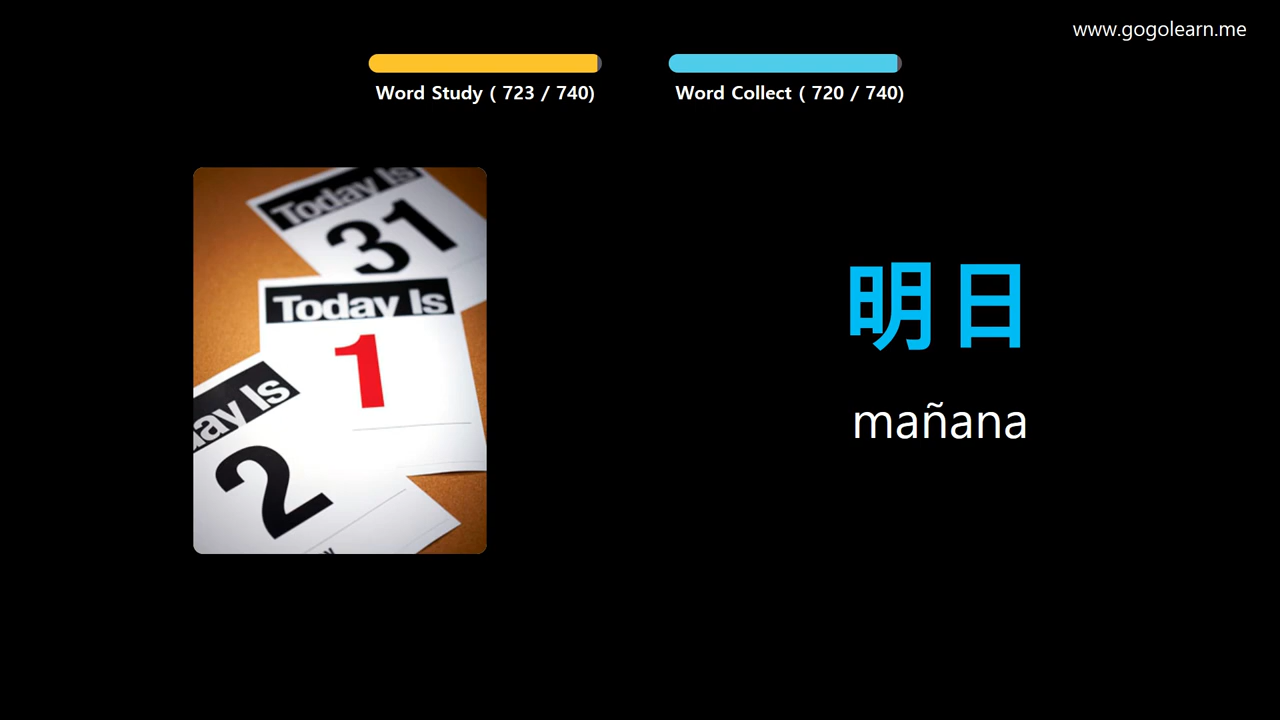 www.gogolearn.me
Word Study ( 723 / 740)
Word Collect ( 720 / 740)
Today Is
31
Today Is
1
day Is
2
明日
mañana